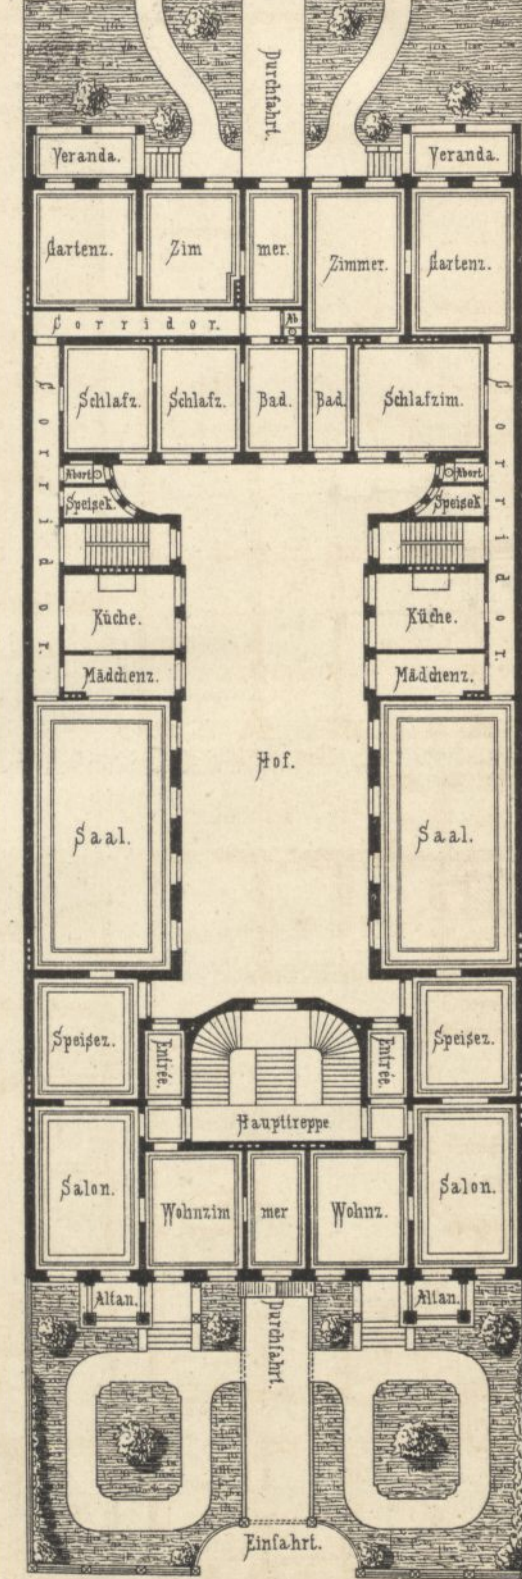 Durchfahrt.
Veranda.
Veranda.
Gartenz.
Zim
mer.
Zimmer.
Gartenz.
Corridor.
Ab
Corridor.
Schlafz.
Schlafz.
Bad.
Bad.
Schlafzim.
Corridor.
Abort
Abort
Speisek.
Speisek
Küche.
Küche.
Mädchenz.
Mädchenz.
Hof.
Saal.
Saal.
Speisez.
Entrée.
Entrée.
Speisez.
Haupttreppe
Salon.
Wohnzim
mer
Wohnz.
Salon.
Altan.
Altan.
Durchfahrt.
Einfahrt.